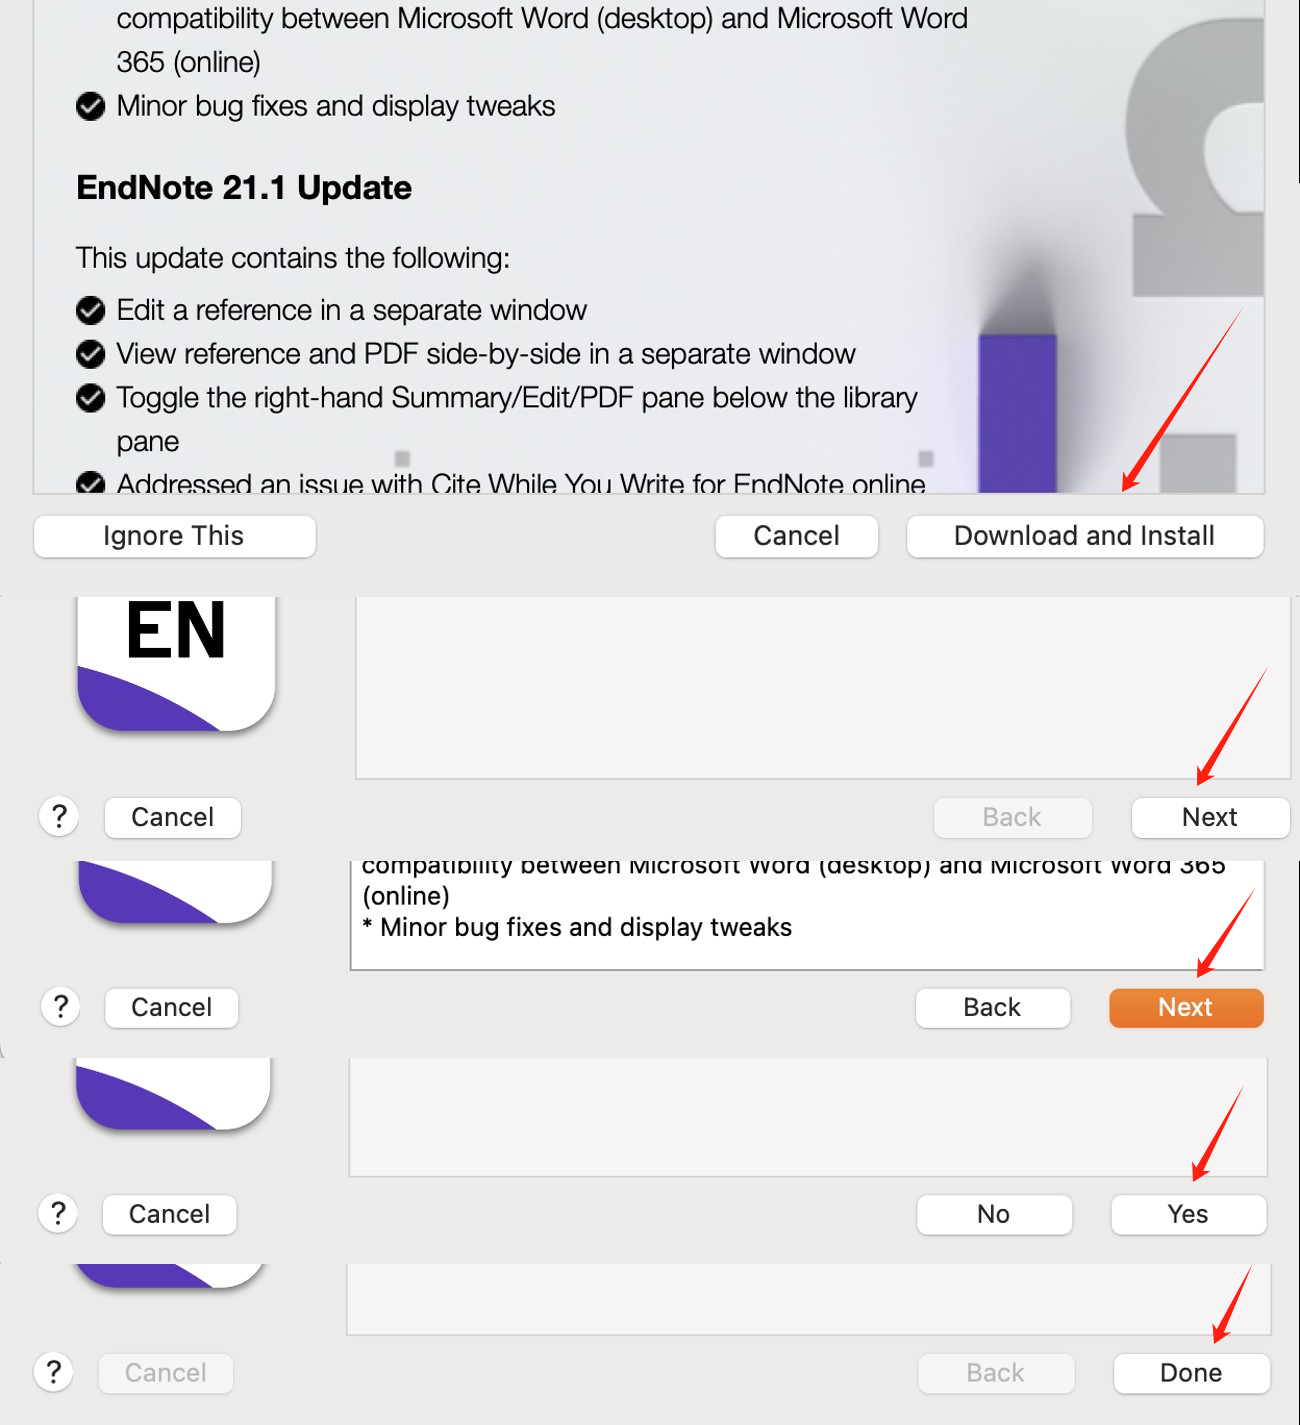 compatibility between Microsoft Word (desktop) and Microsoft Word
365 (online)
Minor bug fixes and display tweaks
EndNote 21.1 Update
This update contains the following:
Edit a reference in a separate window
View reference and PDF side-by-side in a separate window
Toggle the right-hand Summary/Edit/PDF pane below the library
pane
Addressed an issue with Cite While You Write for EndNote online
Ignore This
Cancel
Download and Install
EN
?
Cancel
Back
Next
compatibility between Microsoft Word (desktop) and Microsoft Word 365
(online)
* Minor bug fixes and display tweaks
?
Cancel
Back
Next
?
Cancel
No
Yes
?
Cancel
Back
Done